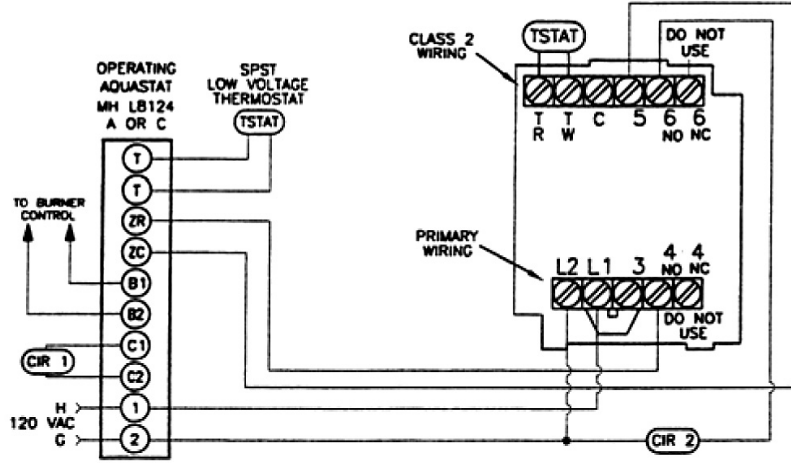 OPERATING
AQUASTAT
MH L8124
A OR C
SPST
LOW VOLTAGE
THERMOSTAT
TSTAT
T
T
ZR
ZC
B1
B2
C1
C2
1
2
TO BURNER
CONTROL
CIR 1
H
120 VAC
G
CLASS 2
WIRING
TSTAT
DO NOT
USE
T T C 5 6 6
R W NO NC
PRIMARY
WIRING
L2 L1 3 4 4
NO NC
DO NOT
USE
CIR 2